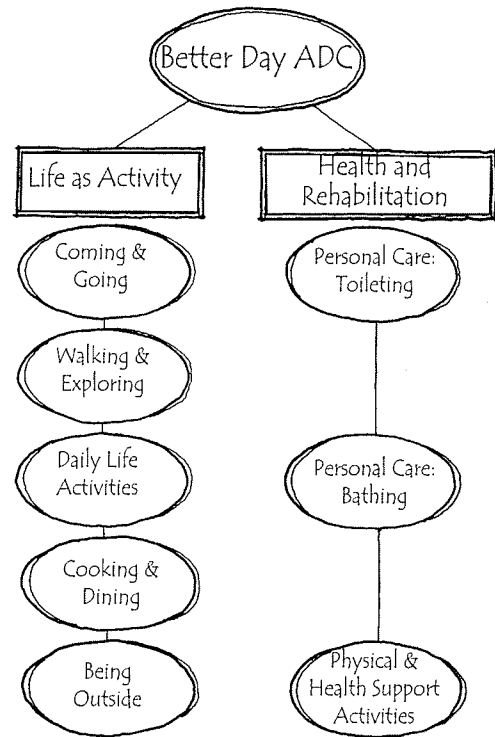 Better Day ADC
Life as Activity
Coming &
Going
Walking &
Exploring
Daily Life
Activities
Cooking &
Dining
Being
Outside
Health and
Rehabilitation
Personal Care:
Toileting
Personal Care:
Bathing
Physical &
Health Support
Activities